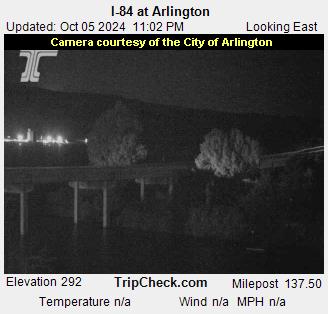 I-84 at Arlington
Updated: Oct 05 2024 11:02 PM Looking East
Camera courtesy of the City of Arlington
Elevation 292 TripCheck.com Milepost 137.50
Temperature n/a Wind n/a MPH n/a